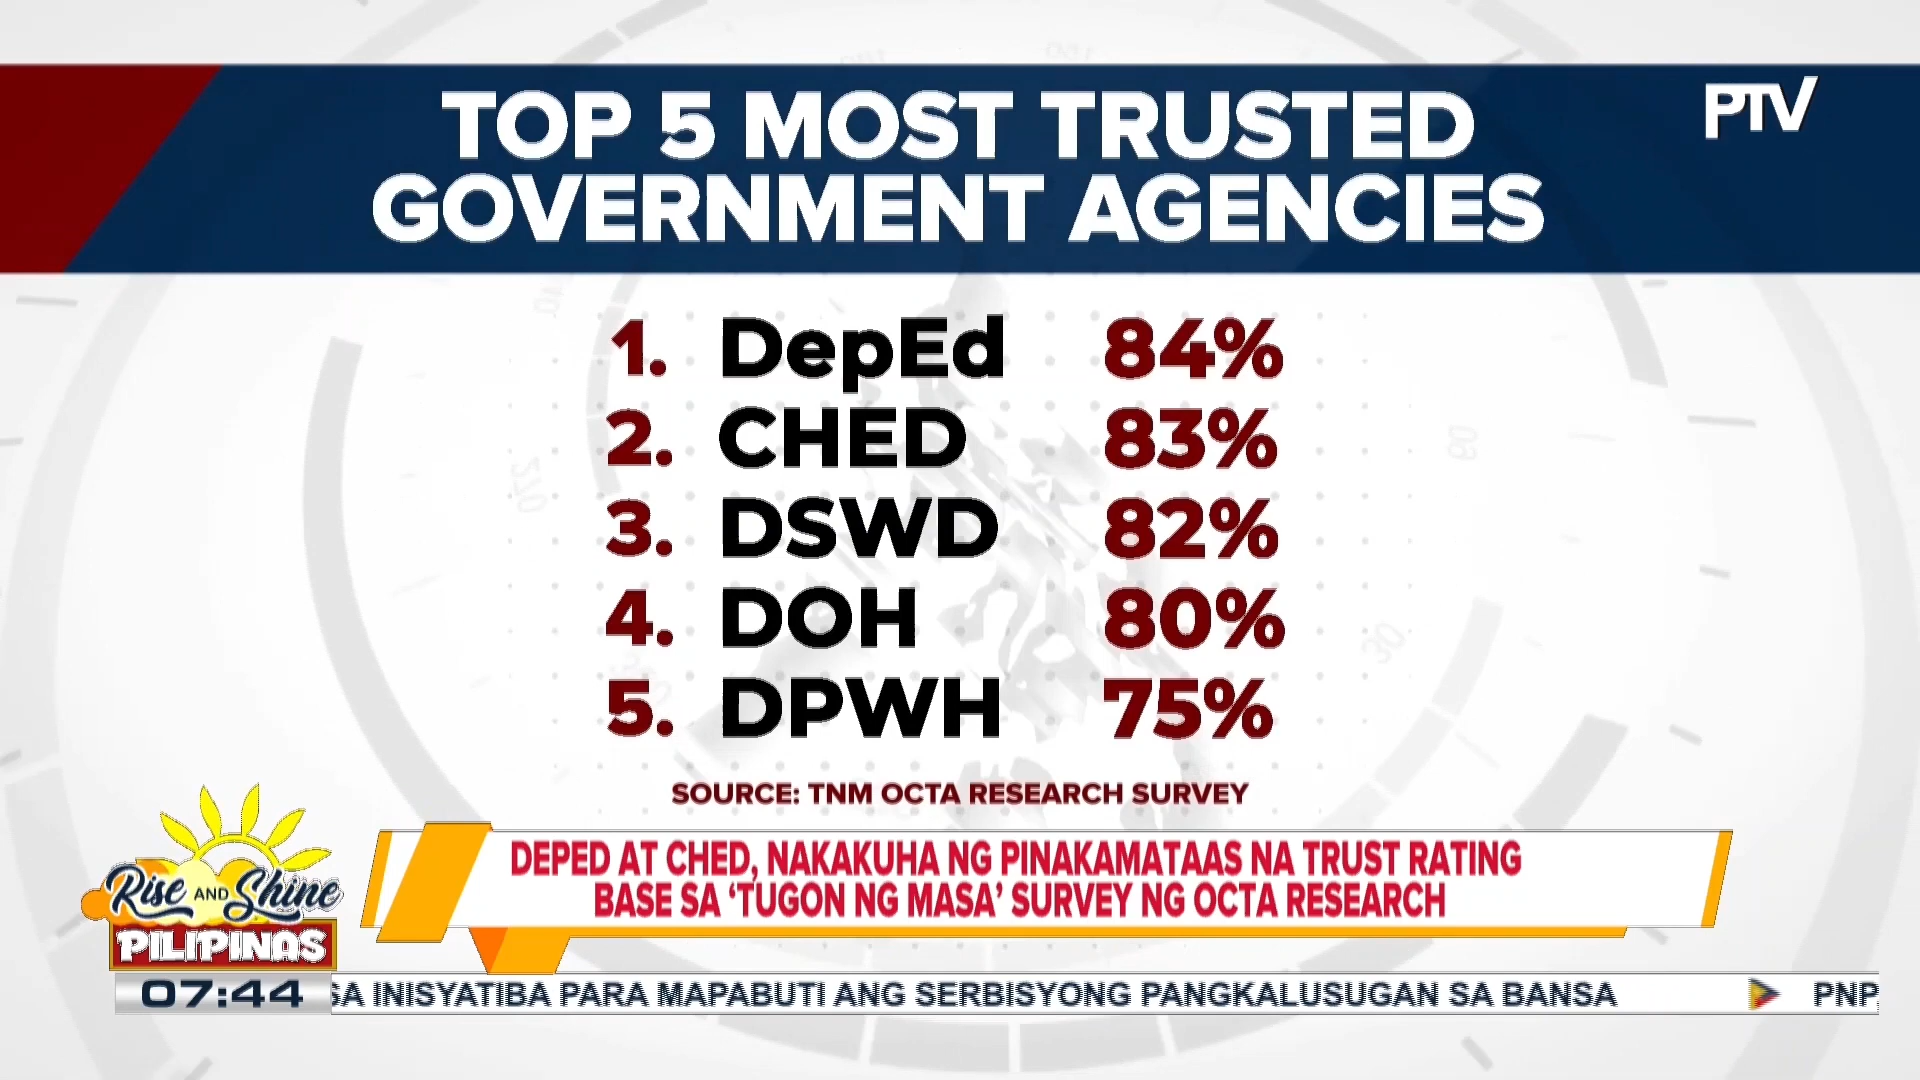 TOP 5 MOST TRUSTED
GOVERNMENT AGENCIES
PTV
1. DepEd 84%
2. CHED 83%
3. DSWD 82%
4. DOH 80%
5. DPWH 75%
SOURCE: TNM OCTA RESEARCH SURVEY
DEPED AT CHED, NAKAKUHA NG PINAKAMATAAS NA TRUST RATING
BASE SA ‘TUGON NG MASA’ SURVEY NG OCTA RESEARCH
Rise AND Shine
PILIPINAS
07:44
SA INISYATIBA PARA MAPABUTI ANG SERBISYONG PANGKALUSUGAN SA BANSA PNP